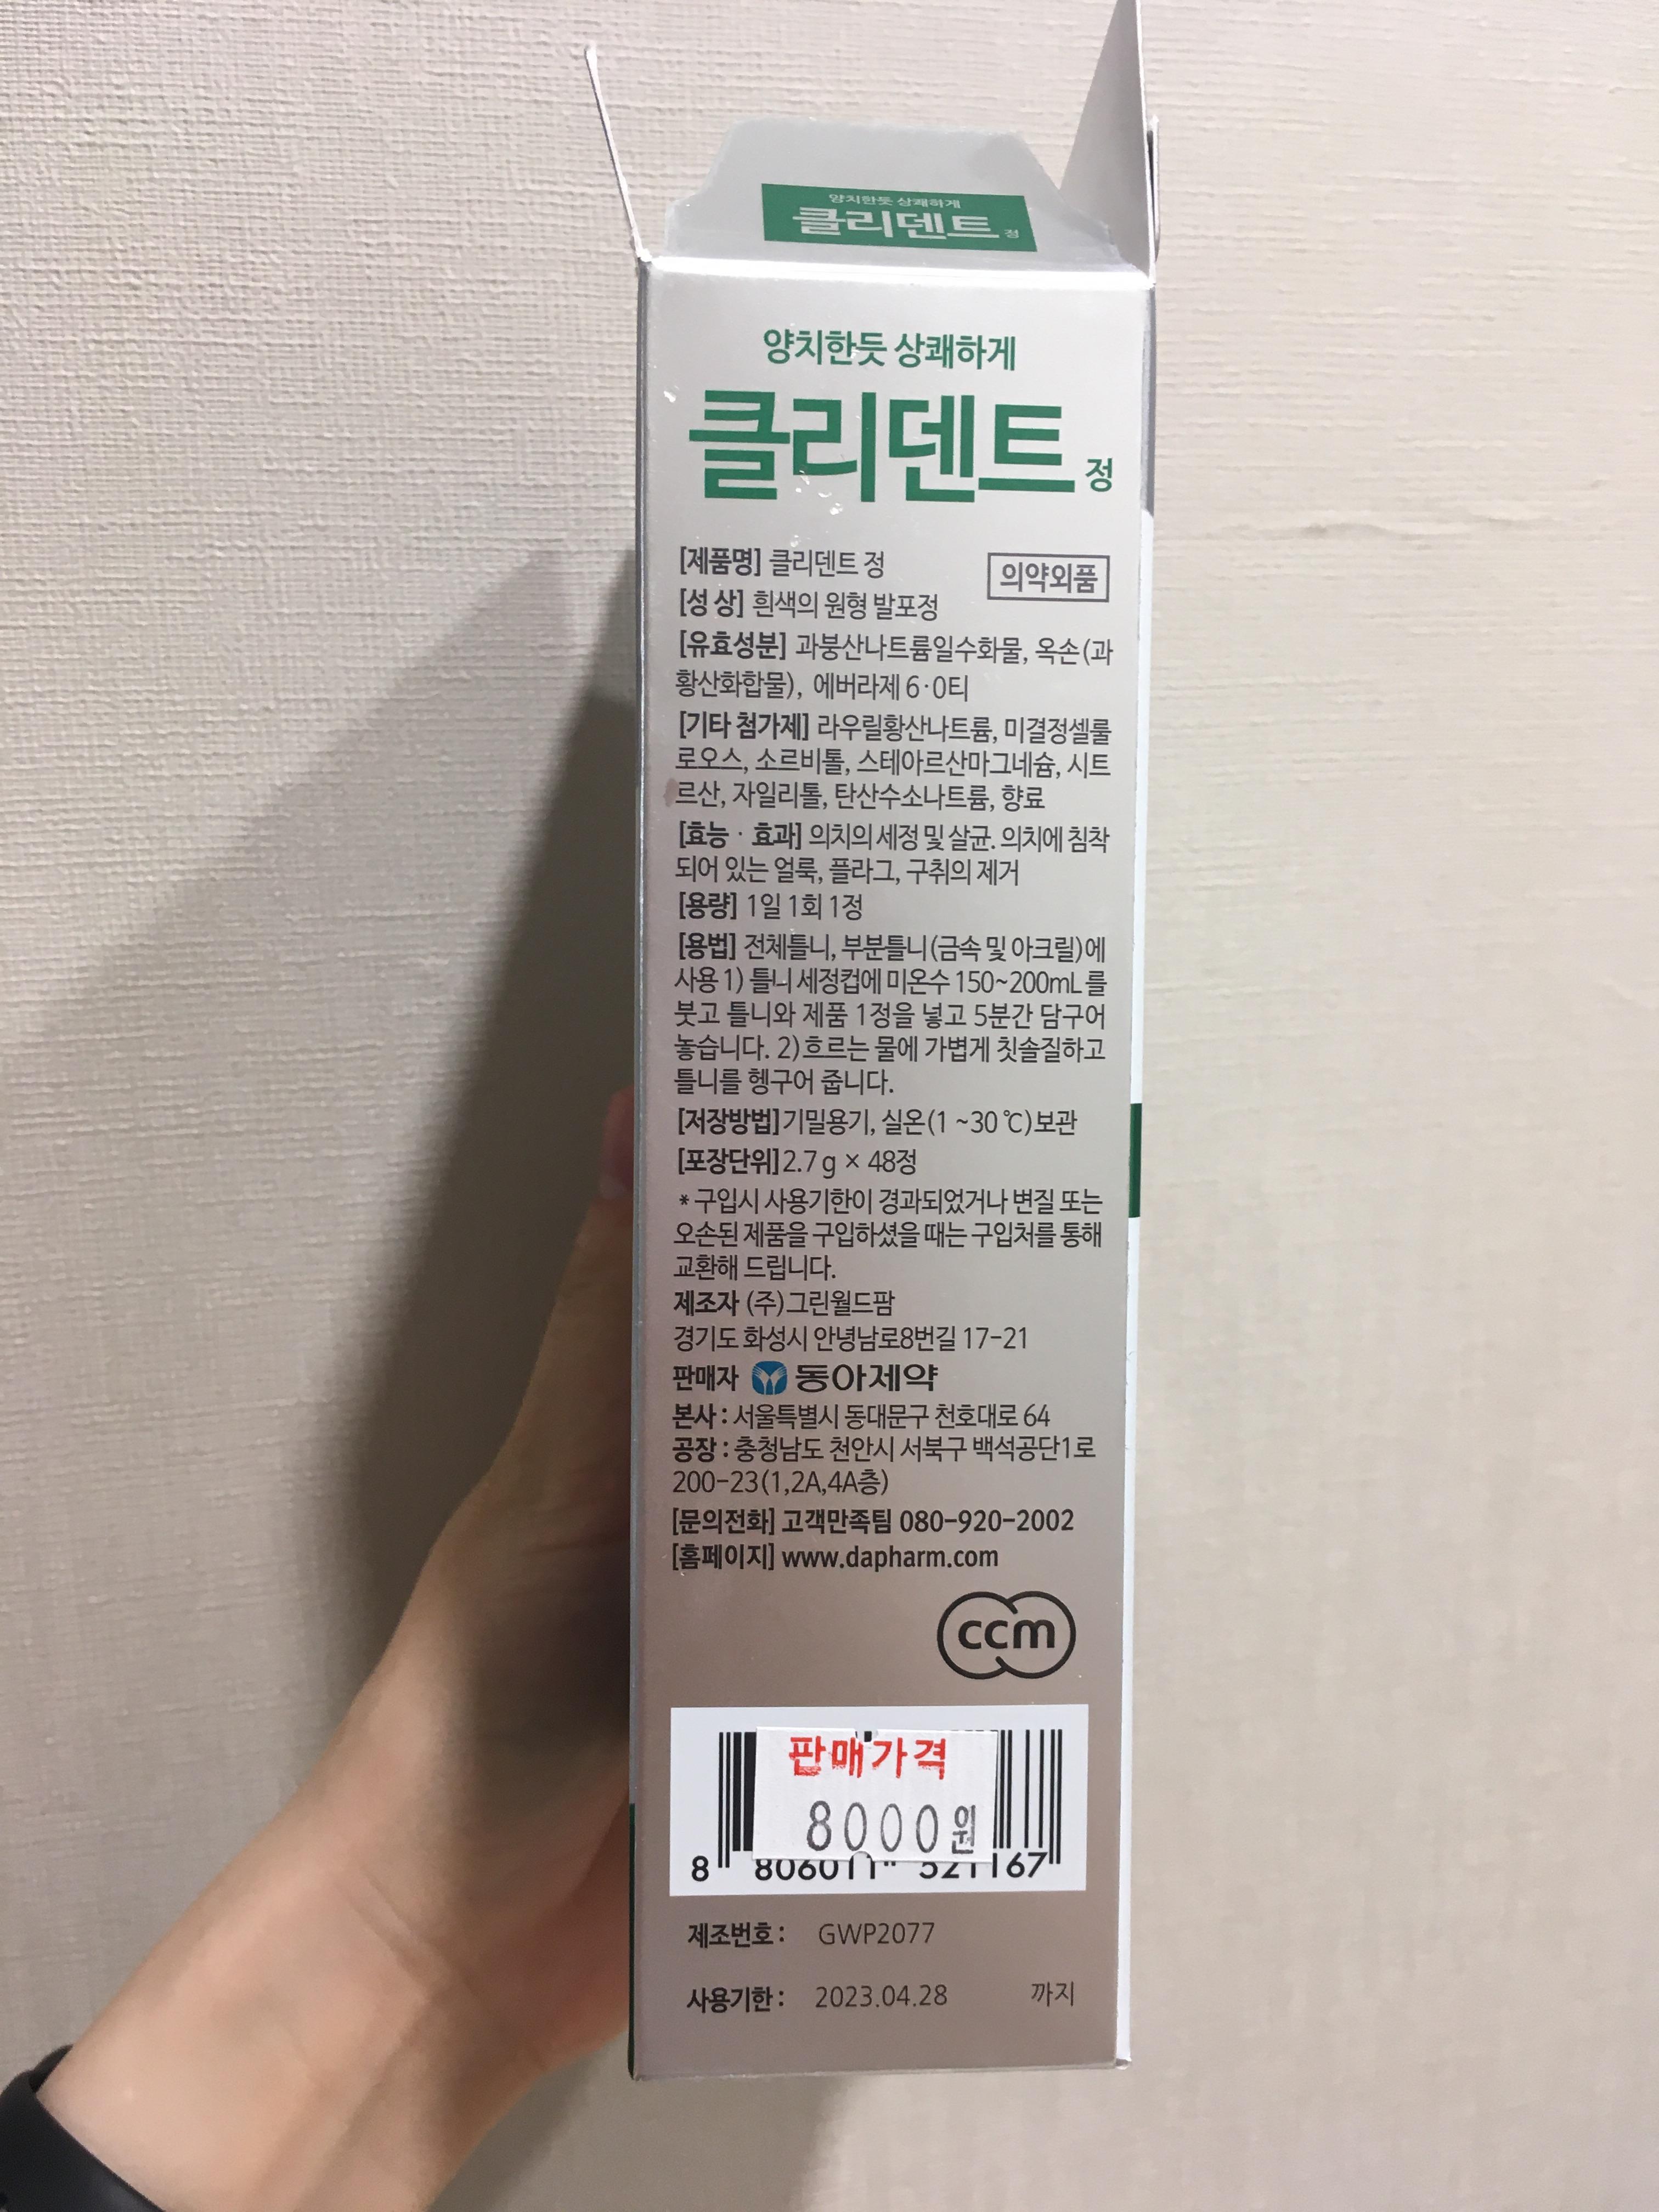 양치한듯 상쾌하게
클리덴트 정
양치한듯 상쾌하게
클리덴트 정
[제품명] 클리덴트 정
의약외품
[성 상] 흰색의 원형 발포정
[유효성분] 과붕산나트륨일수화물, 옥손(과
황산화합물), 에버라제 6·0티
[기타 첨가제] 라우릴황산나트륨, 미결정셀룰
로오스, 소르비톨, 스테아르산마그네슘, 시트
르산, 자일리톨, 탄산수소나트륨, 향료
[효능 · 효과] 의치의 세정 및 살균. 의치에 침착
되어 있는 얼룩, 플라그, 구취의 제거
[용량] 1일 1회 1정
[용법] 전체틀니, 부분틀니(금속 및 아크릴)에
사용 1) 틀니 세정컵에 미온수 150~200mL 를
붓고 틀니와 제품 1정을 넣고 5분간 담구어
놓습니다. 2)흐르는 물에 가볍게 칫솔질하고
틀니를 헹구어 줍니다.
[저장방법]기밀용기, 실온(1 ~30 ℃)보관
[포장단위]2.7 g × 48정
* 구입시 사용기한이 경과되었거나 변질 또는
오손된 제품을 구입하셨을 때는 구입처를 통해
교환해 드립니다.
제조자 (주)그린월드팜
경기도 화성시 안녕남로8번길 17-21
판매자 동아제약
본사 : 서울특별시 동대문구 천호대로 64
공장 : 충청남도 천안시 서북구 백석공단1로
200-23(1,2A,4A층)
[문의전화] 고객만족팀 080-920-2002
[홈페이지] www.dapharm.com
ccm
판매가격
8000원
8 806011 521167
제조번호 : GWP2077
사용기한 : 2023.04.28 까지